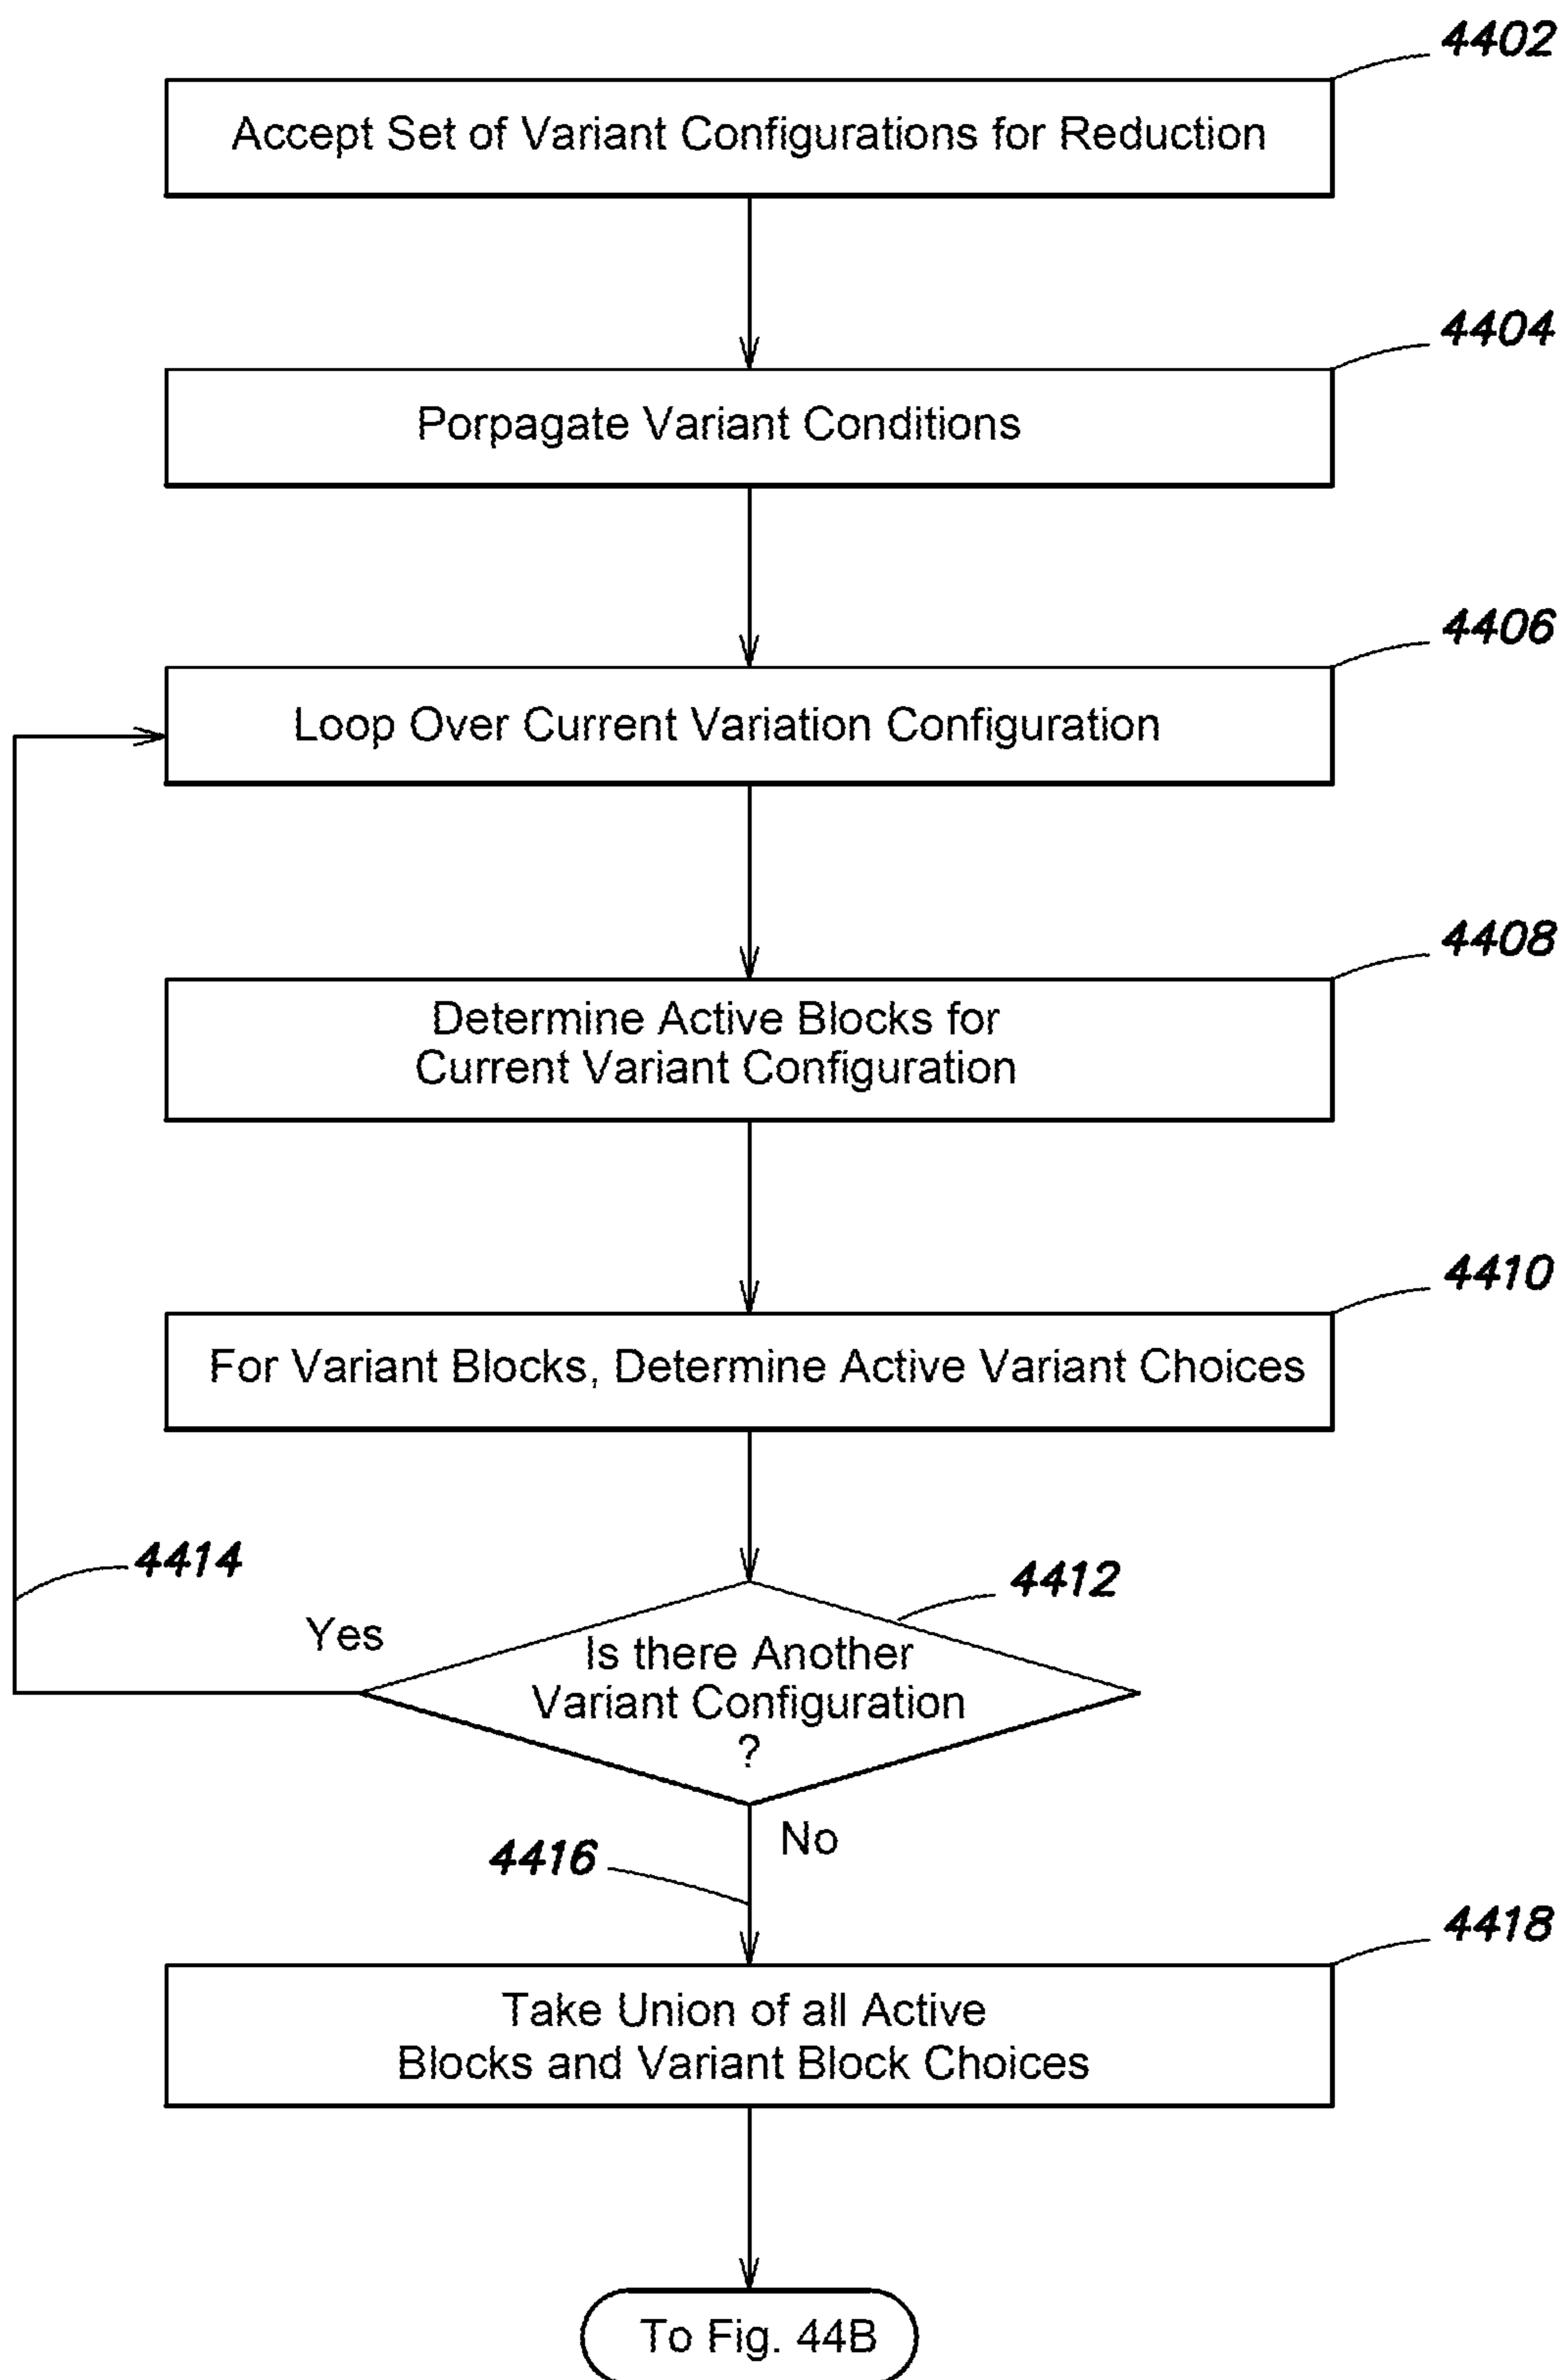 4402
Accept Set of Variant Configurations for Reduction
4404
Porpagate Variant Conditions
4406
Loop Over Current Variation Configuration
4408
Determine Active Blocks for
Current Variant Configuration
4410
For Variant Blocks, Determine Active Variant Choices
4414
4412
Yes
Is there Another
Variant Configuration
?
No
4416
4418
Take Union of all Active
Blocks and Variant Block Choices
To Fig. 44B